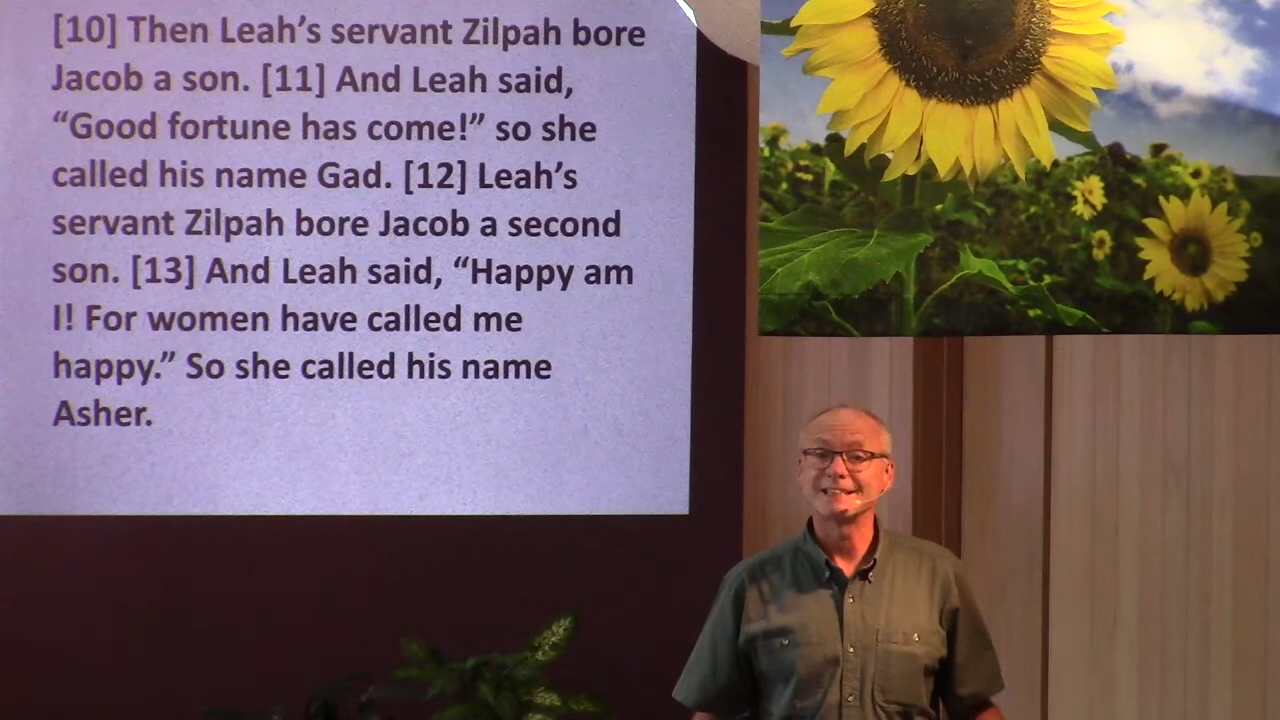 [10] Then Leah’s servant Zilpah bore
Jacob a son. [11] And Leah said,
“Good fortune has come!” so she
called his name Gad. [12] Leah’s
servant Zilpah bore Jacob a second
son. [13] And Leah said, “Happy am
I! For women have called me
happy.” So she called his name
Asher.